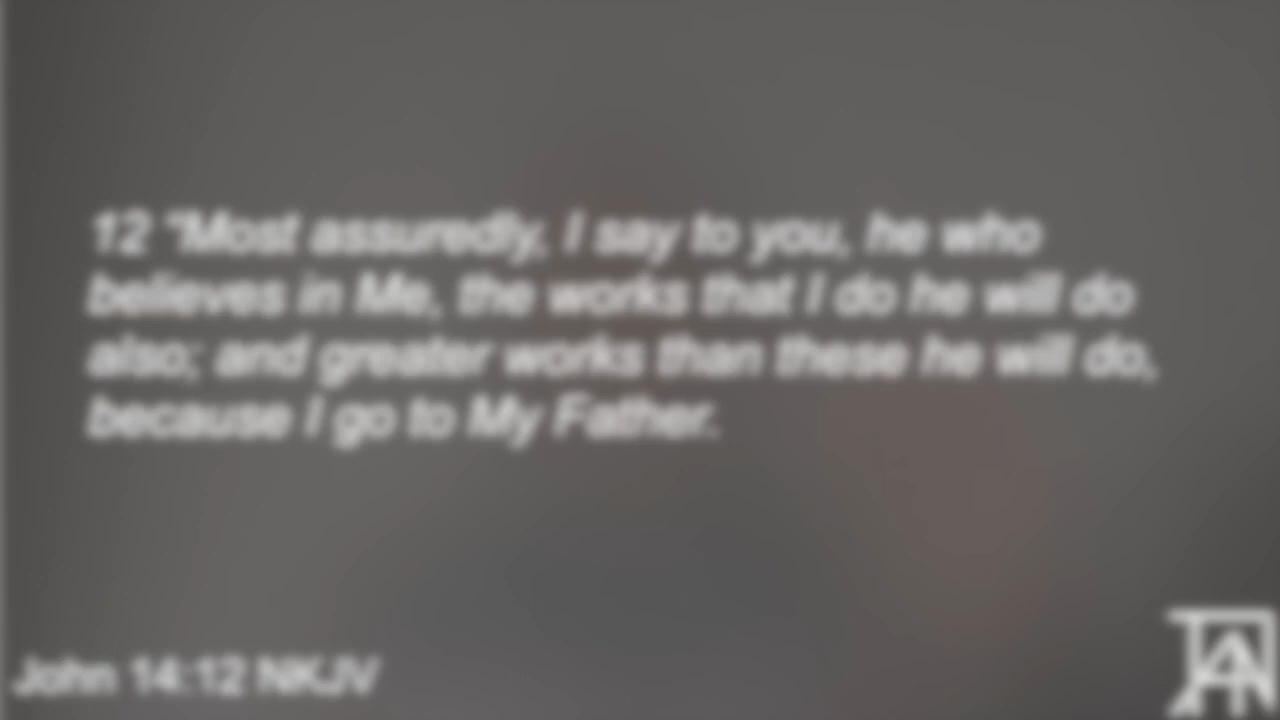 12 "Most assuredly, I say to you, he who
believes in Me, the works that I do he will do
also; and greater works than these he will do,
because I go to My Father.
John 14:12 NKJV